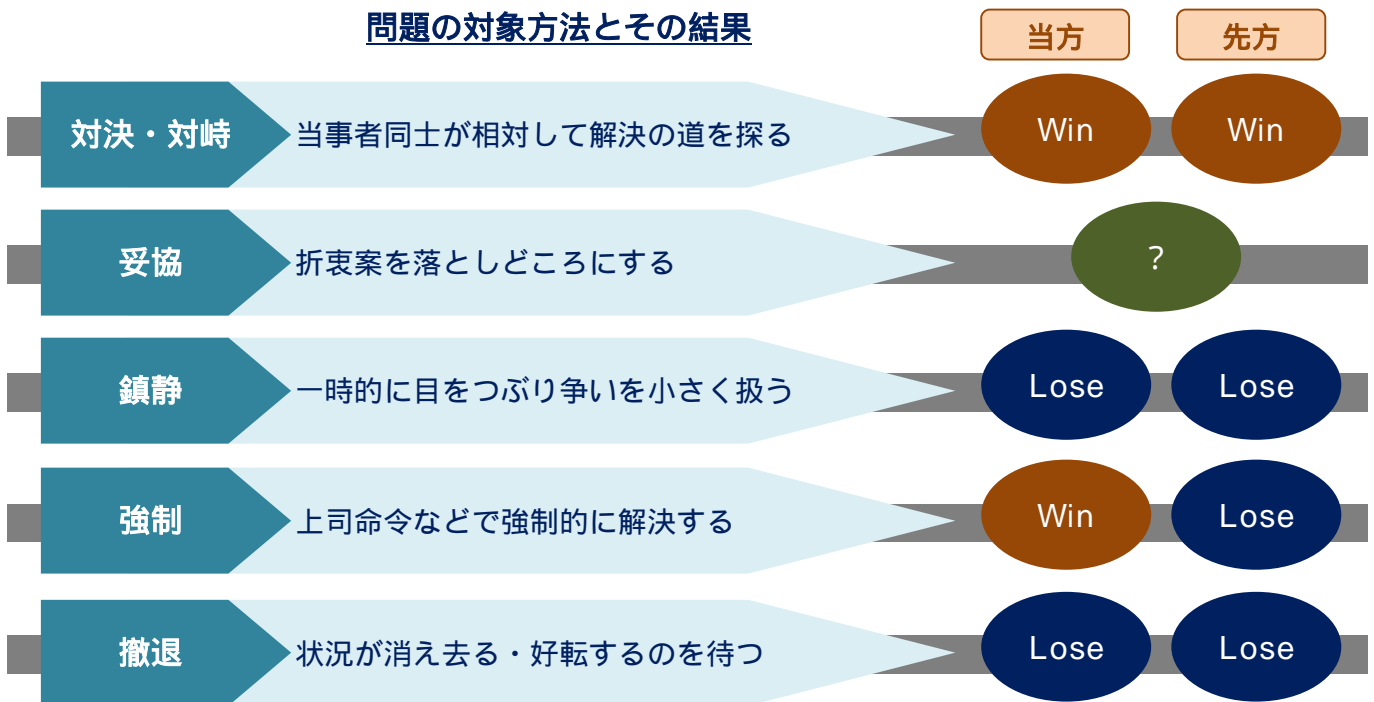 問題の対象方法とその結果
当方
先方
対決・対峙
当事者同士が相対して解決の道を探る
Win
Win
妥協
折衷案を落としどころにする
?
鎮静
一時的に目をつぶり争いを小さく扱う
Lose
Lose
強制
上司命令などで強制的に解決する
Win
Lose
撤退
状況が消え去る・好転するのを待つ
Lose
Lose